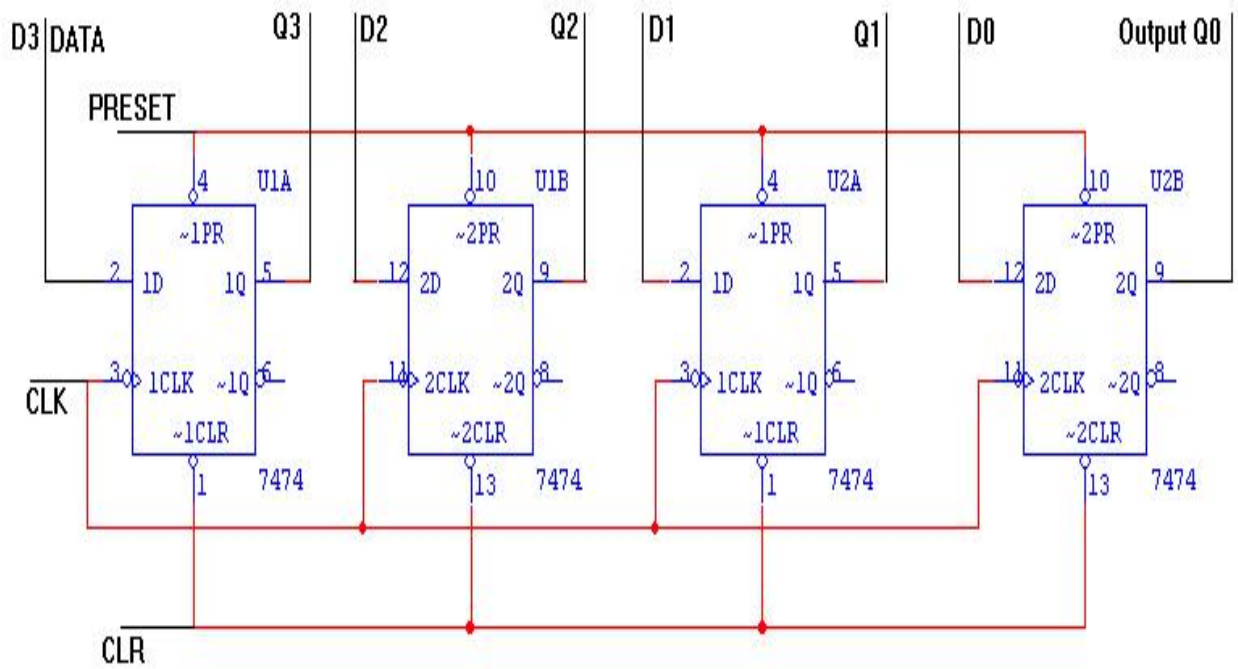 D3 DATA Q3 D2 Q2 D1 Q1 D0 Output Q0
PRESET
4 U1A 10 U1B 4 U2A 10 U2B
~1PR ~2PR ~1PR ~2PR
2 1D 1Q 5 12 2D 2Q 9 2 1D 1Q 5 12 2D 2Q 9
3 1CLK ~1Q 6 11 2CLK ~2Q 8 3 1CLK ~1Q 6 11 2CLK ~2Q 8
CLK
~1CLR ~2CLR ~1CLR ~2CLR
1 7474 13 7474 1 7474 13 7474
CLR